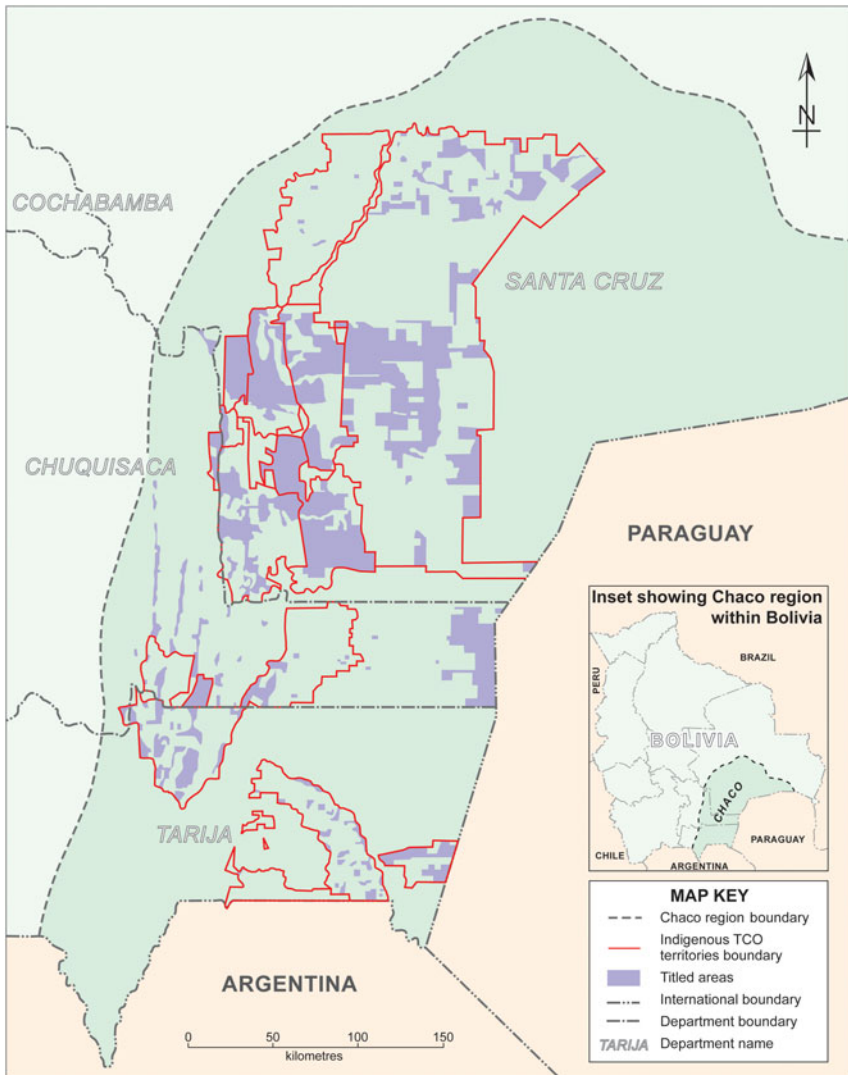 N
COCHABAMBA
SANTA CRUZ
CHUQUISACA
PARAGUAY
TARIJA
ARGENTINA
0 50 100 150
kilometres
Inset showing Chaco region
within Bolivia
BRAZIL
PERU
BOLIVIA
CHACO
PARAGUAY
CHILE
ARGENTINA
MAP KEY
Chaco region boundary
Indigenous TCO
territories boundary
Titled areas
International boundary
Department boundary
TARIJA Department name